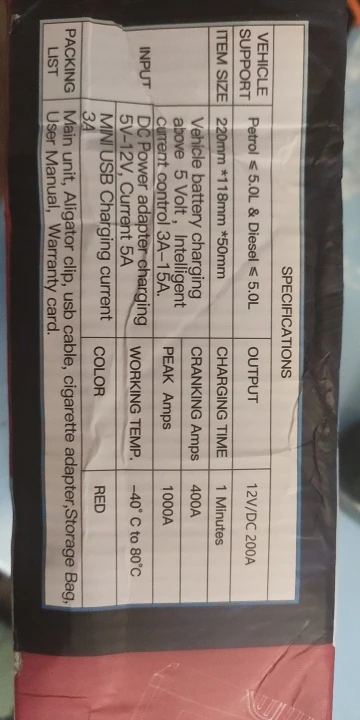 SPECIFICATIONS
VEHICLE SUPPORT Petrol ≤ 5.0L & Diesel ≤ 5.0L OUTPUT 12V/DC 200A
ITEM SIZE 220mm *118mm *50mm CHARGING TIME 1 Minutes
INPUT
Vehicle battery charging
above 5 Volt, Intelligent
current control 3A–15A.
DC Power adapter charging
5V–12V, Current 5A
MINI USB Charging current
3A
CRANKING Amps 400A
PEAK Amps 1000A
WORKING TEMP. –40°C to 80°C
COLOR RED
PACKING LIST
Main unit, Aligator clip, usb cable, cigarette adapter,Storage Bag,
User Manual, Warranty card.